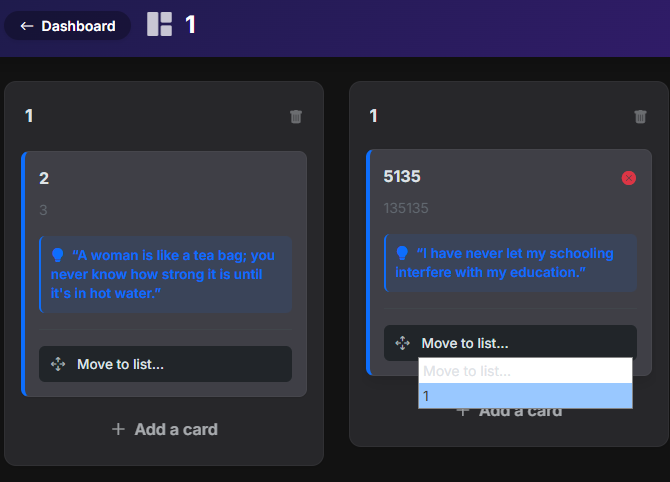 Dashboard
1
1
2
3
“A woman is like a tea bag; you
never know how strong it is until
it's in hot water.”
Move to list...
Add a card
1
5135
135135
“I have never let my schooling
interfere with my education.”
Move to list...
Move to list...
1
Add a card